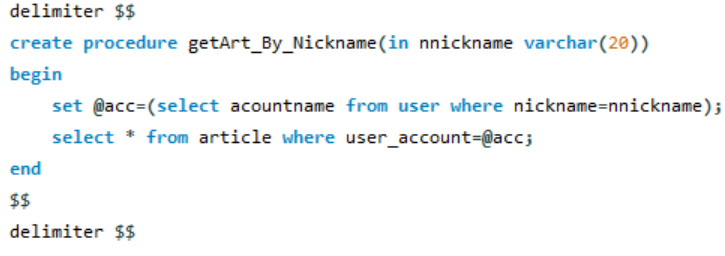 delimiter $$
create procedure getArt_By_Nickname(in nnickname varchar(20))
begin
    set @acc=(select acountname from user where nickname=nnickname);
    select * from article where user_account=@acc;
end
$$
delimiter $$